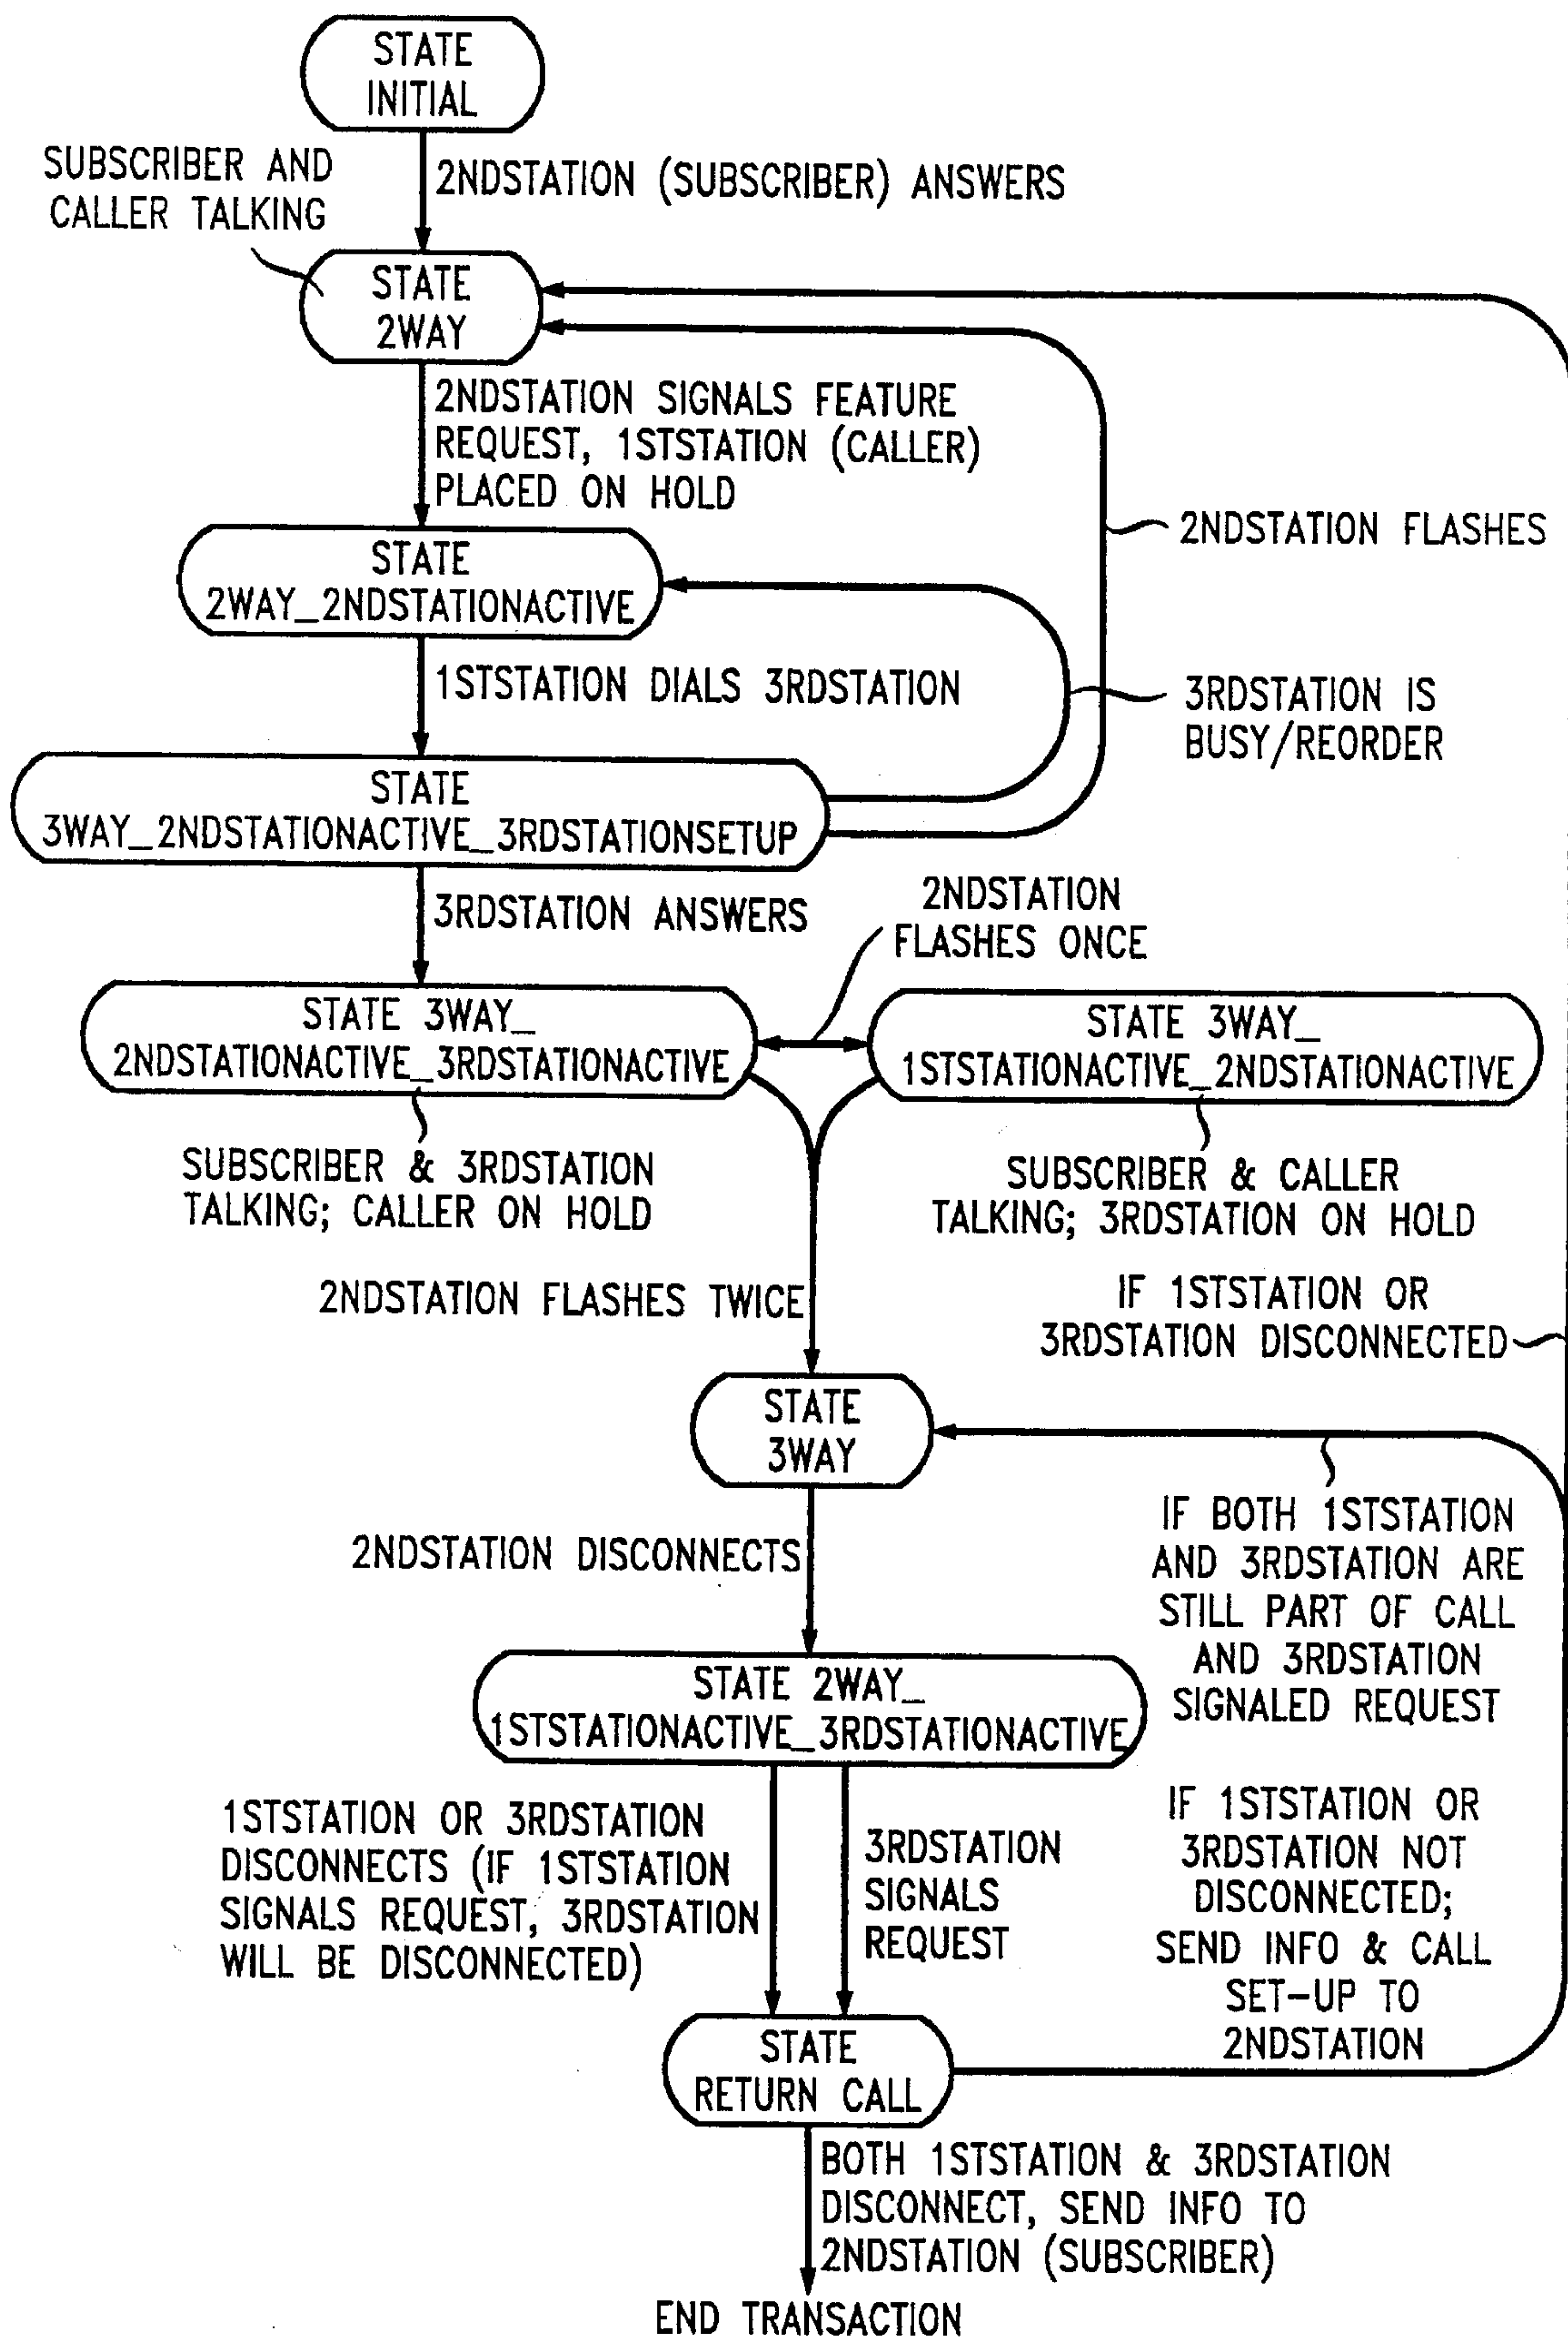 STATE
INITIAL
SUBSCRIBER AND
CALLER TALKING
2NDSTATION (SUBSCRIBER) ANSWERS
STATE
2WAY
2NDSTATION SIGNALS FEATURE
REQUEST, 1STSTATION (CALLER)
PLACED ON HOLD
2NDSTATION FLASHES
STATE
2WAY_2NDSTATIONACTIVE
1STSTATION DIALS 3RDSTATION
3RDSTATION IS
BUSY/REORDER
STATE
3WAY_2NDSTATIONACTIVE_3RDSTATIONSETUP
3RDSTATION ANSWERS
2NDSTATION
FLASHES ONCE
STATE 3WAY_
2NDSTATIONACTIVE_3RDSTATIONACTIVE
STATE 3WAY_
1STSTATIONACTIVE_2NDSTATIONACTIVE
SUBSCRIBER & 3RDSTATION
TALKING; CALLER ON HOLD
SUBSCRIBER & CALLER
TALKING; 3RDSTATION ON HOLD
2NDSTATION FLASHES TWICE
IF 1STSTATION OR
3RDSTATION DISCONNECTED
STATE
3WAY
2NDSTATION DISCONNECTS
IF BOTH 1STSTATION
AND 3RDSTATION ARE
STILL PART OF CALL
AND 3RDSTATION
SIGNALED REQUEST
STATE 2WAY_
1STSTATIONACTIVE_3RDSTATIONACTIVE
1STSTATION OR 3RDSTATION
DISCONNECTS (IF 1STSTATION
SIGNALS REQUEST, 3RDSTATION
WILL BE DISCONNECTED)
3RDSTATION
SIGNALS
REQUEST
IF 1STSTATION OR
3RDSTATION NOT
DISCONNECTED;
SEND INFO & CALL
SET-UP TO
2NDSTATION
STATE
RETURN CALL
BOTH 1STSTATION & 3RDSTATION
DISCONNECT, SEND INFO TO
2NDSTATION (SUBSCRIBER)
END TRANSACTION